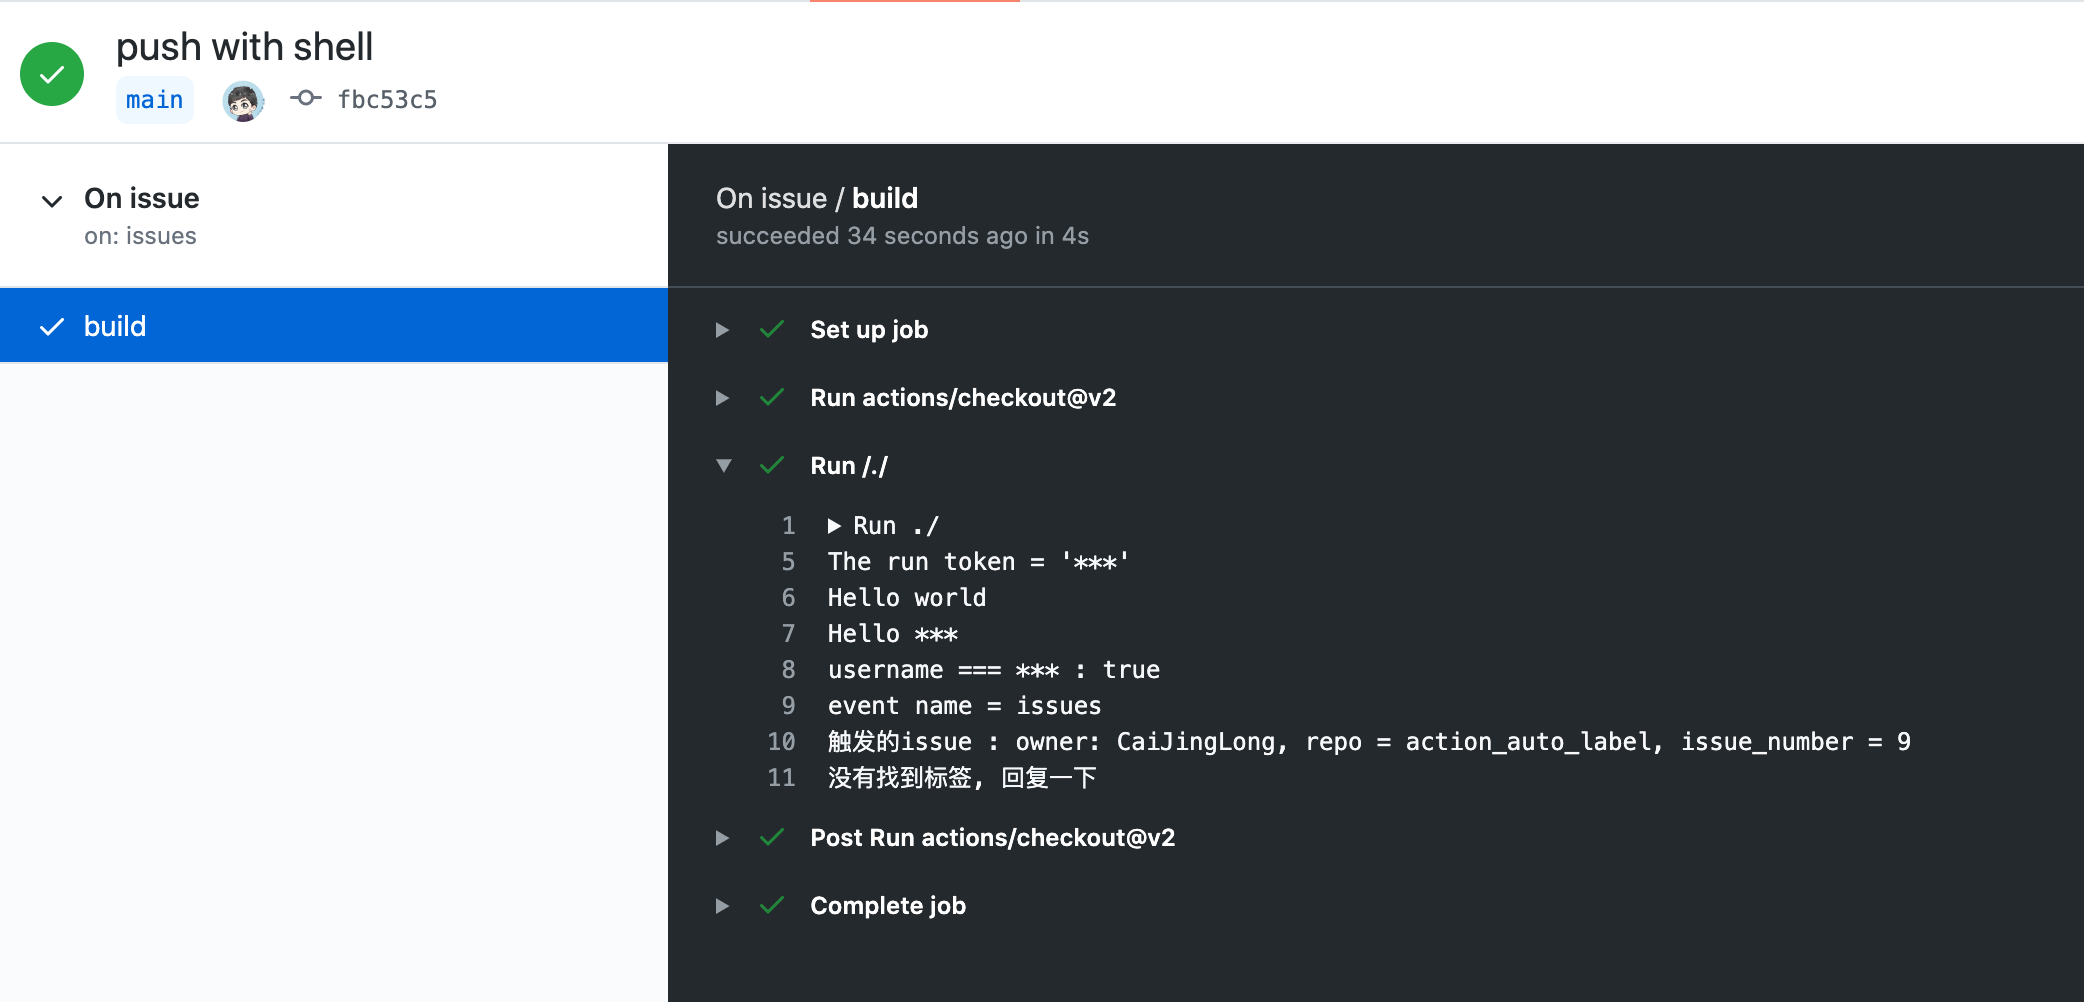 push with shell
main fbc53c5
On issue
on: issues
build
On issue / build
succeeded 34 seconds ago in 4s
Set up job
Run actions/checkout@v2
Run /./
1 Run ./
5 The run token = '***'
6 Hello world
7 Hello ***
8 username === *** : true
9 event name = issues
10 触发的issue : owner: CaiJingLong, repo = action_auto_label, issue_number = 9
11 没有找到标签, 回复一下
Post Run actions/checkout@v2
Complete job